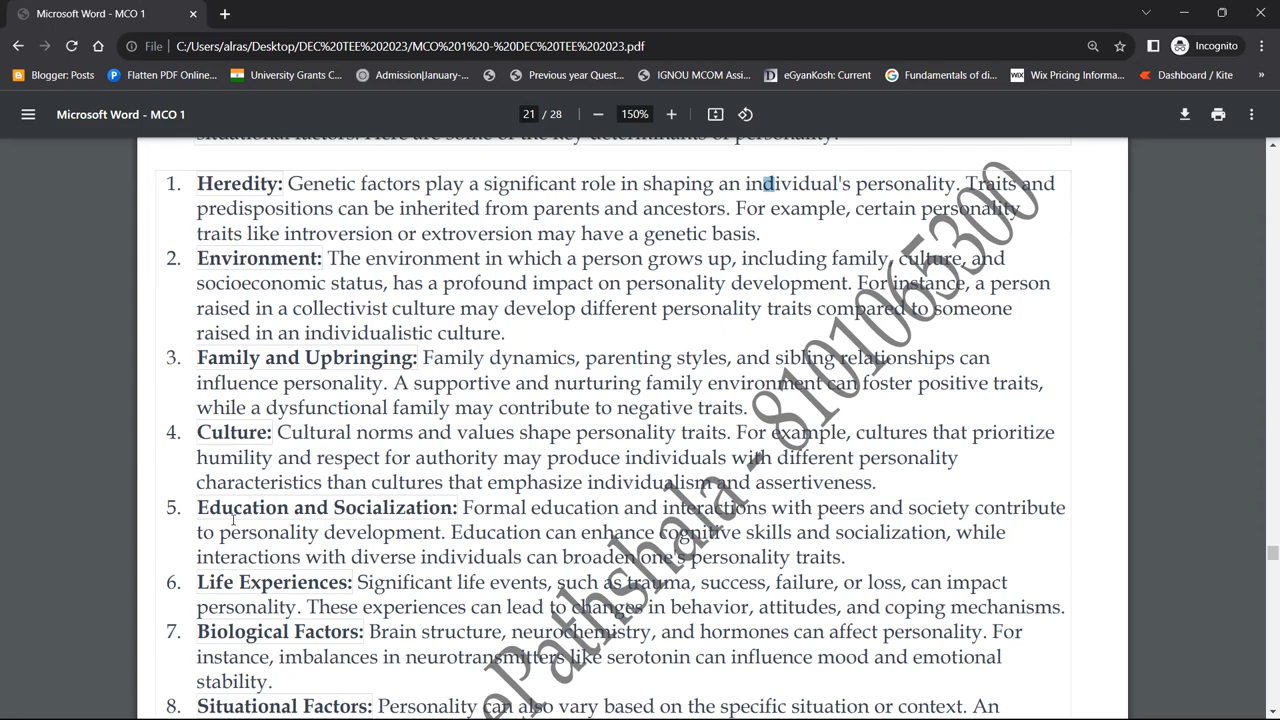 Microsoft Word - MCO 1
File C:/Users/alras/Desktop/DEC%20TEE%202023/MCO%201%20-%20DEC%20TEE%202023.pdf Incognito
Blogger: Posts Flatten PDF Online... University Grants C... Admission|January-... Previous year Quest... IGNOU MCOM Assi... eGyanKosh: Current Fundamentals of di... WIX Wix Pricing Informa... Dashboard / Kite »
Microsoft Word - MCO 1 21 / 28 150%
situational factors. Here are some of the key determinants of personality:
1. Heredity: Genetic factors play a significant role in shaping an individual's personality. Traits and
predispositions can be inherited from parents and ancestors. For example, certain personality
traits like introversion or extroversion may have a genetic basis.
2. Environment: The environment in which a person grows up, including family, culture, and
socioeconomic status, has a profound impact on personality development. For instance, a person
raised in a collectivist culture may develop different personality traits compared to someone
raised in an individualistic culture.
3. Family and Upbringing: Family dynamics, parenting styles, and sibling relationships can
influence personality. A supportive and nurturing family environment can foster positive traits,
while a dysfunctional family may contribute to negative traits.
4. Culture: Cultural norms and values shape personality traits. For example, cultures that prioritize
humility and respect for authority may produce individuals with different personality
characteristics than cultures that emphasize individualism and assertiveness.
5. Education and Socialization: Formal education and interactions with peers and society contribute
to personality development. Education can enhance cognitive skills and socialization, while
interactions with diverse individuals can broaden one's personality traits.
6. Life Experiences: Significant life events, such as trauma, success, failure, or loss, can impact
personality. These experiences can lead to changes in behavior, attitudes, and coping mechanisms.
7. Biological Factors: Brain structure, neurochemistry, and hormones can affect personality. For
instance, imbalances in neurotransmitters like serotonin can influence mood and emotional
stability.
8. Situational Factors: Personality can also vary based on the specific situation or context. An
ePathshala - 8101065300